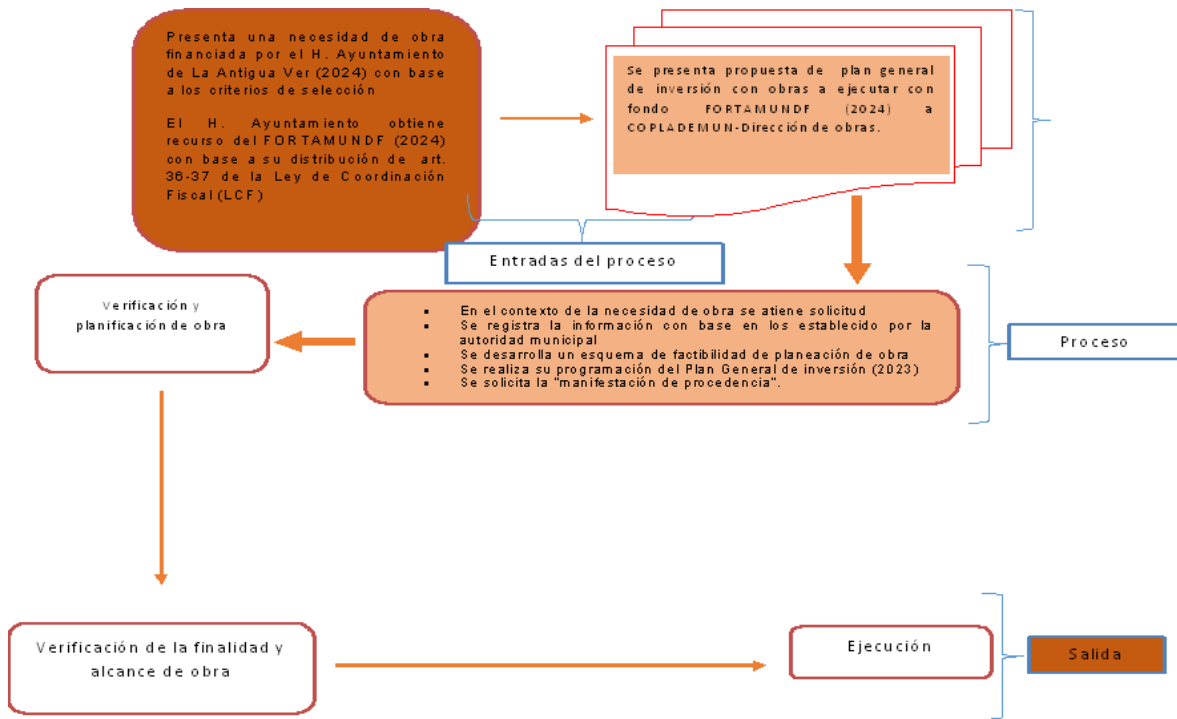 Presenta una necesidad de obra
financiada por el H. Ayuntamiento
de La Antigua Ver (2024) con base
a los criterios de selección
El H. Ayuntamiento obtiene
recurso del FORTAMUNDF (2024)
con base a su distribución de art.
36-37 de la Ley de Coordinación
Fiscal (LCF)
Se presenta propuesta de plan general
de inversión con obras a ejecutar con
fondo FORTAMUNDF (2024) a
COPLADEMUN-Dirección de obras.
Entradas del proceso
Verificación y
planificación de obra
• En el contexto de la necesidad de obra se atiene solicitud
• Se registra la información con base en los establecido por la
autoridad municipal
• Se desarrolla un esquema de factibilidad de planeación de obra
• Se realiza su programación del Plan General de inversión (2023)
• Se solicita la "manifestación de procedencia".
Proceso
Verificación de la finalidad y
alcance de obra
Ejecución
Salida